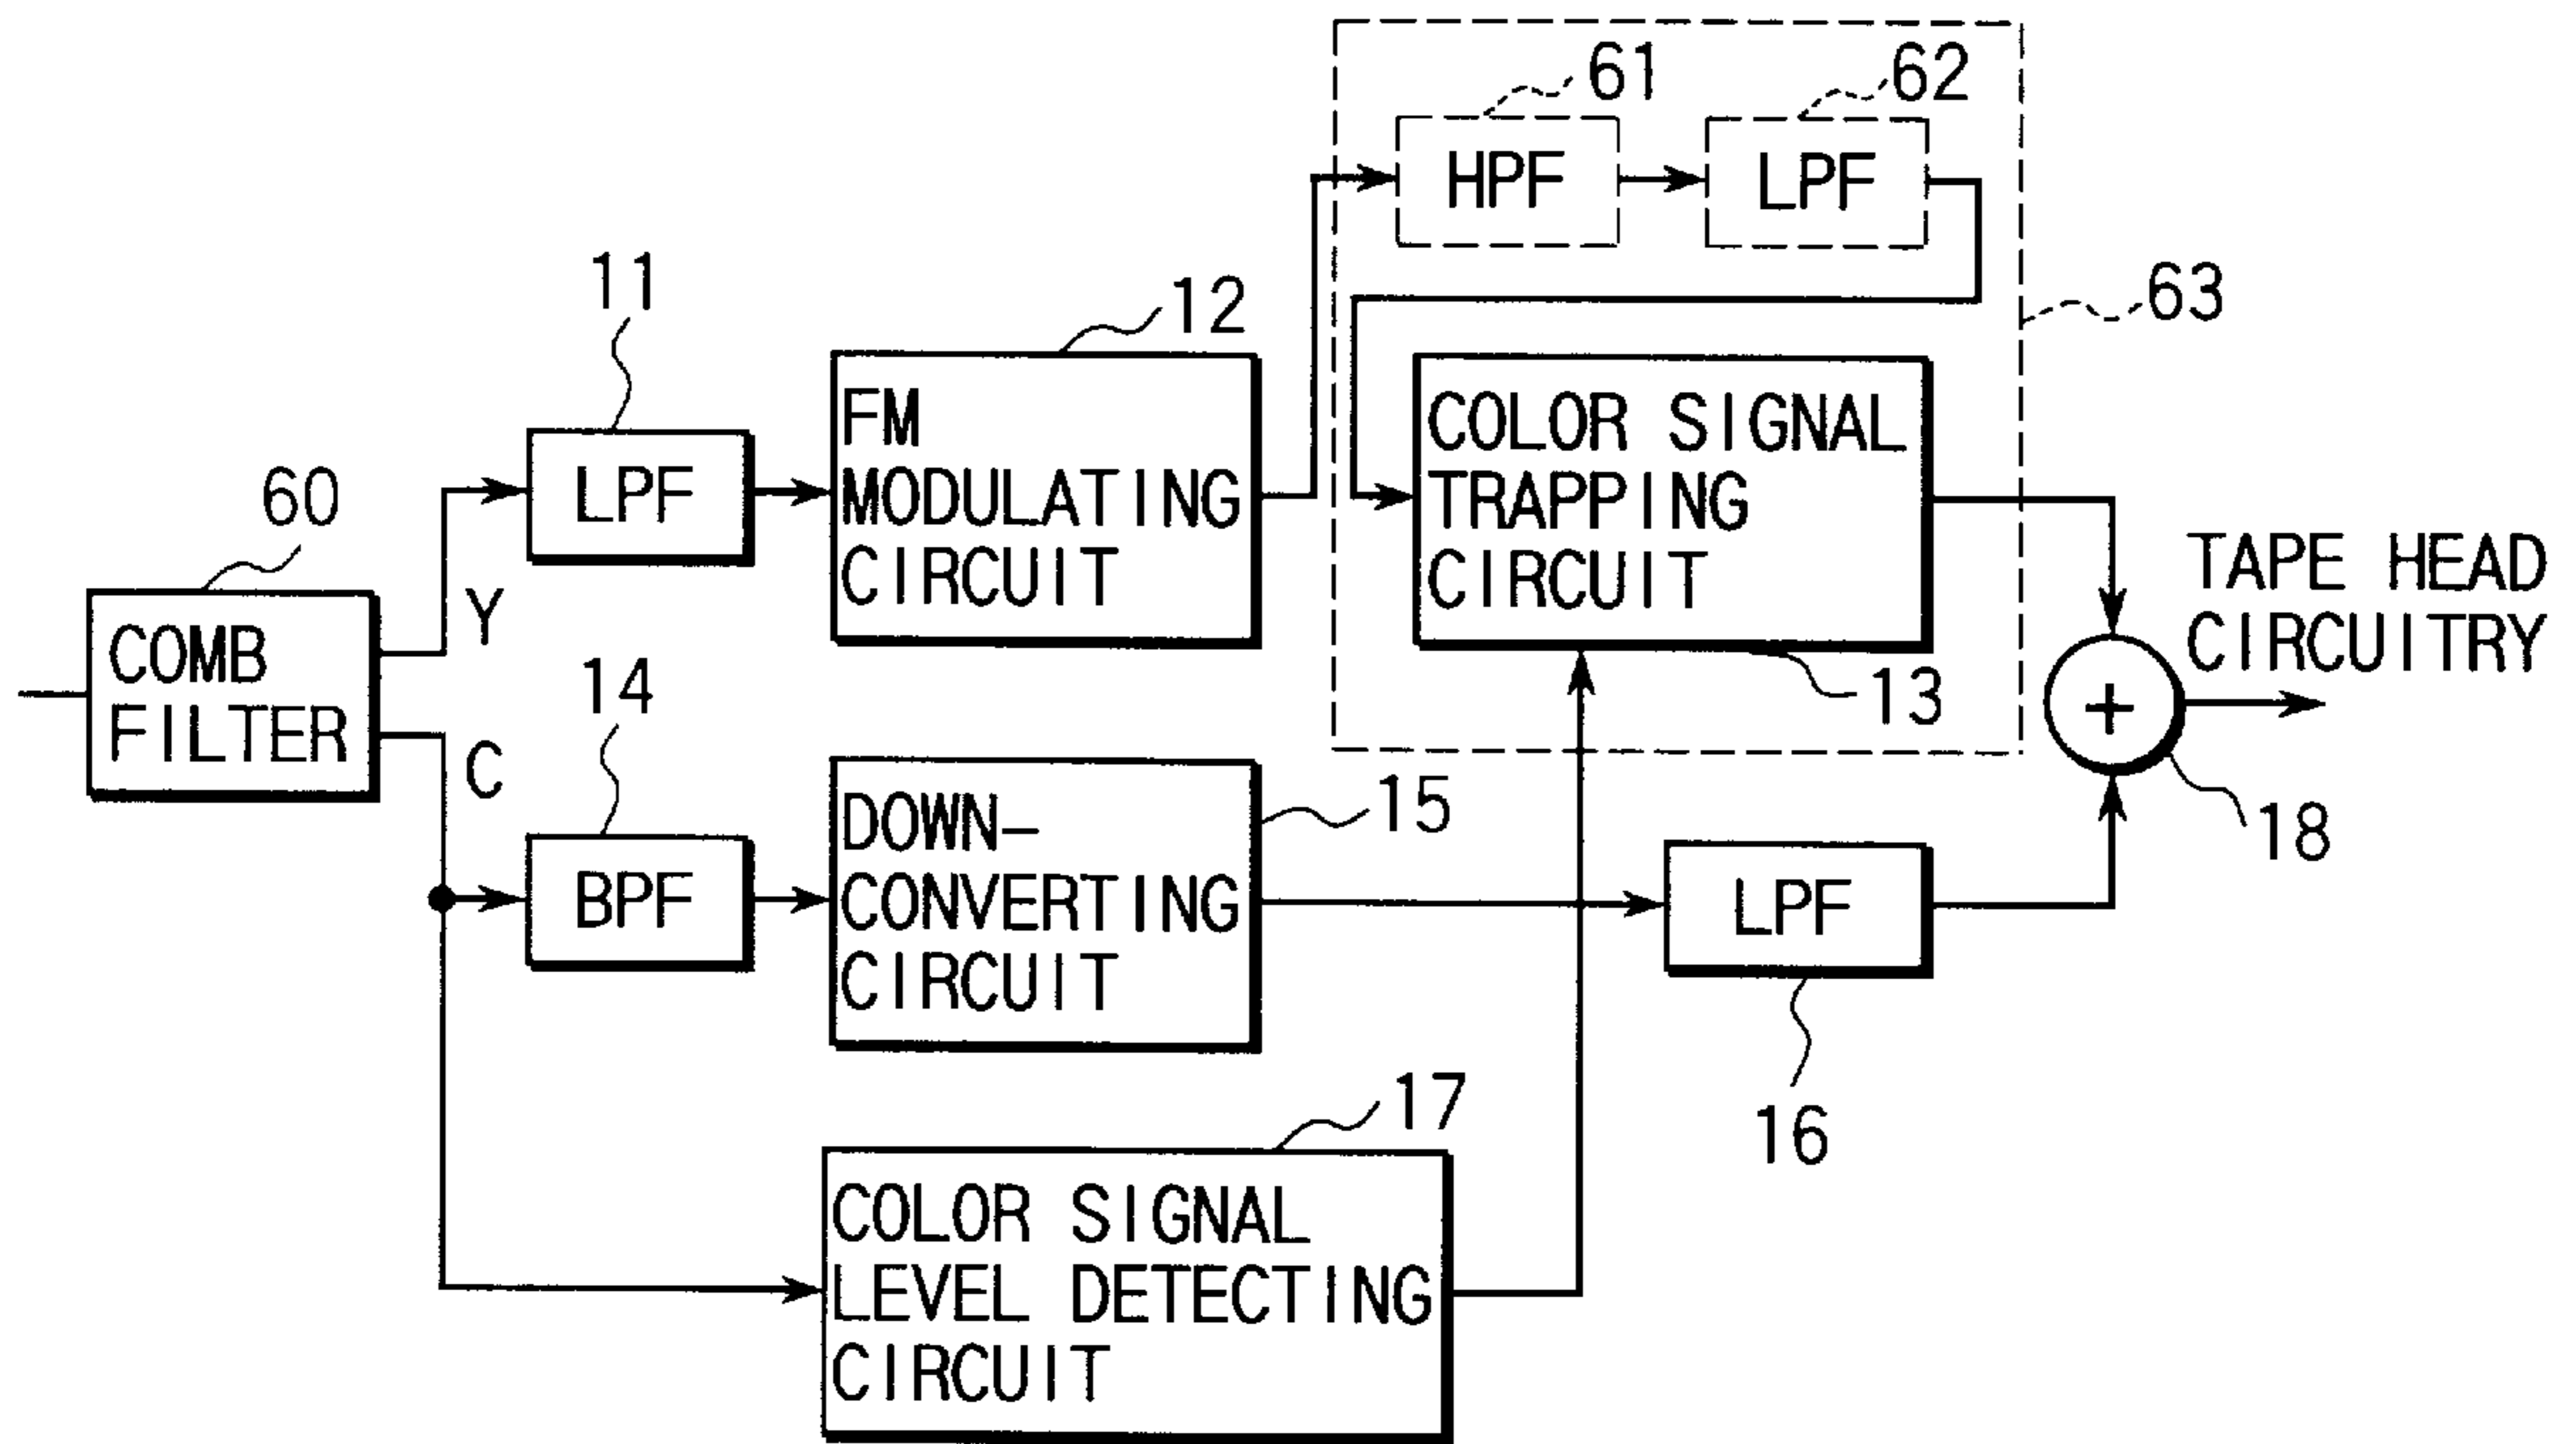 61
62
HPF
LPF
63
11
12
LPF
FM
MODULATING
CIRCUIT
COLOR SIGNAL
TRAPPING
CIRCUIT
13
60
COMB
FILTER
Y
C
TAPE HEAD
CIRCUITRY
+
18
14
BPF
15
DOWN-
CONVERTING
CIRCUIT
LPF
16
17
COLOR SIGNAL
LEVEL DETECTING
CIRCUIT